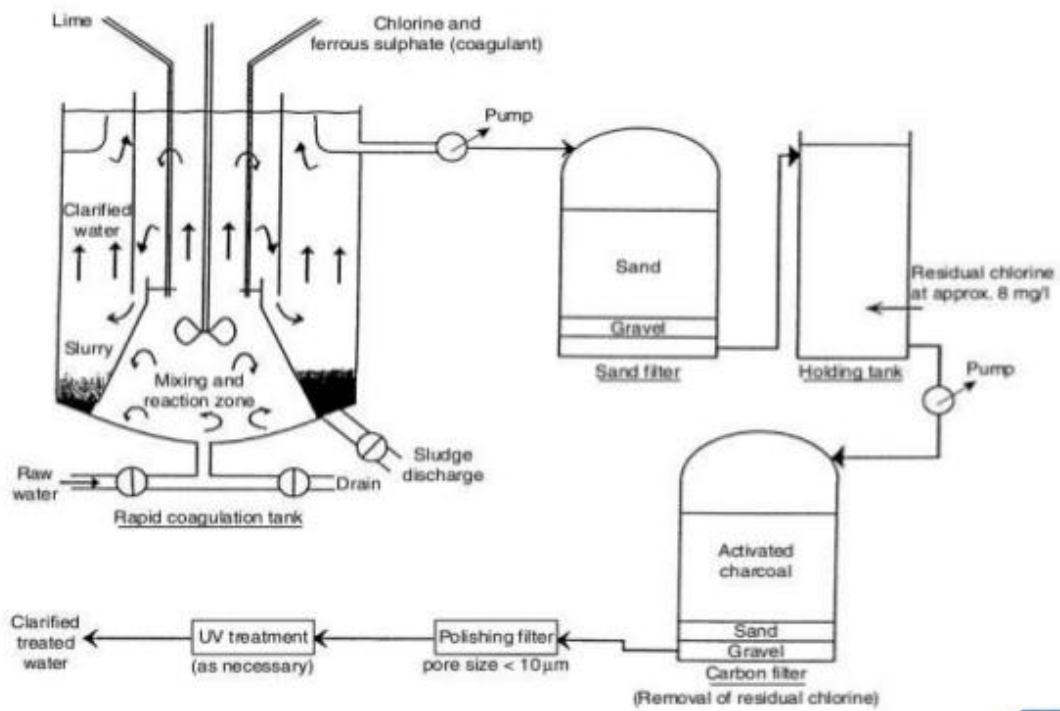 Lime
Chlorine and
ferrous sulphate (coagulant)
Pump
Clarified
water
Sand
Residual chlorine
at approx. 8 mg/l
Gravel
Slurry
Sand filter
Holding tank
Mixing and
reaction zone
Pump
Sludge
discharge
Raw
water
Drain
Rapid coagulation tank
Activated
charcoal
Clarified
treated
water
UV treatment
(as necessary)
Polishing filter
pore size < 10 μm
Sand
Gravel
Carbon filter
(Removal of residual chlorine)